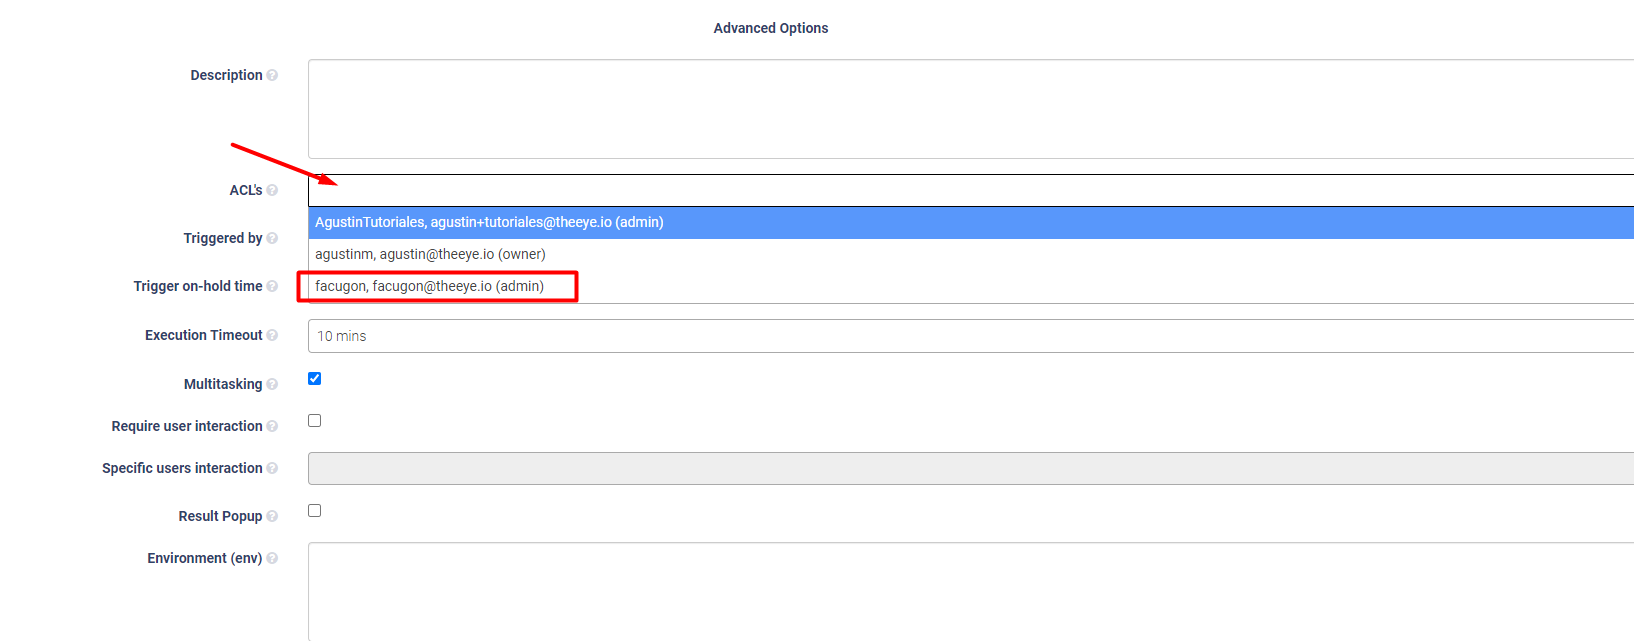 Advanced Options
Description ?
ACL's ?
AgustinTutoriales, agustin+tutoriales@theeye.io (admin)
Triggered by ?
agustinm, agustin@theeye.io (owner)
Trigger on-hold time ?
facugon, facugon@theeye.io (admin)
Execution Timeout ?
10 mins
Multitasking ?
Require user interaction ?
Specific users interaction ?
Result Popup ?
Environment (env) ?